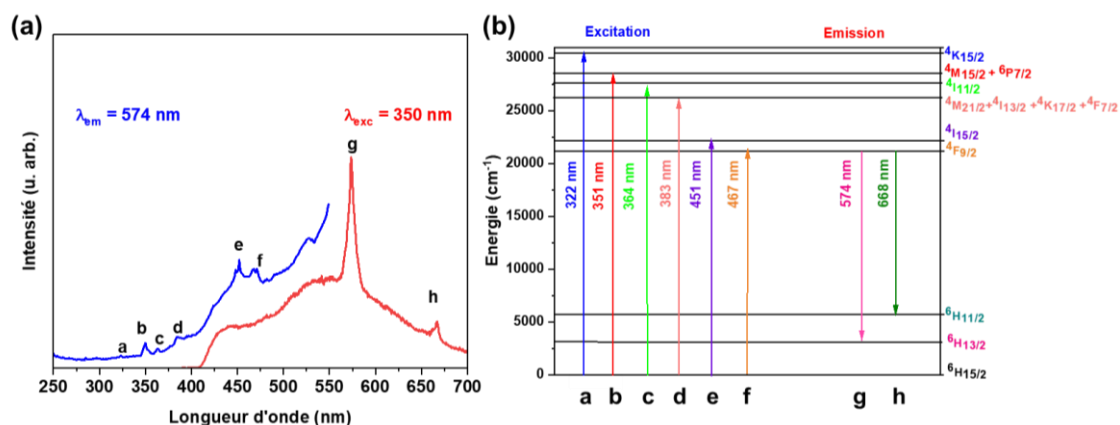 (a)
λem = 574 nm
λexc = 350 nm
g
e
f
h
b
c
d
a
Intensité (u. arb.)
250 300 350 400 450 500 550 600 650 700
Longueur d'onde (nm)
(b)
Excitation
Emission
30000
25000
20000
15000
10000
5000
0
Energie (cm⁻¹)
322 nm
351 nm
364 nm
383 nm
451 nm
467 nm
574 nm
668 nm
⁴K15/2
⁴M15/2 + ⁶P7/2
⁴I11/2
⁴M21/2+⁴I13/2 +⁴K17/2 +⁴F7/2
⁴I15/2
⁴F9/2
⁶H11/2
⁶H13/2
⁶H15/2
a b c d e f g h